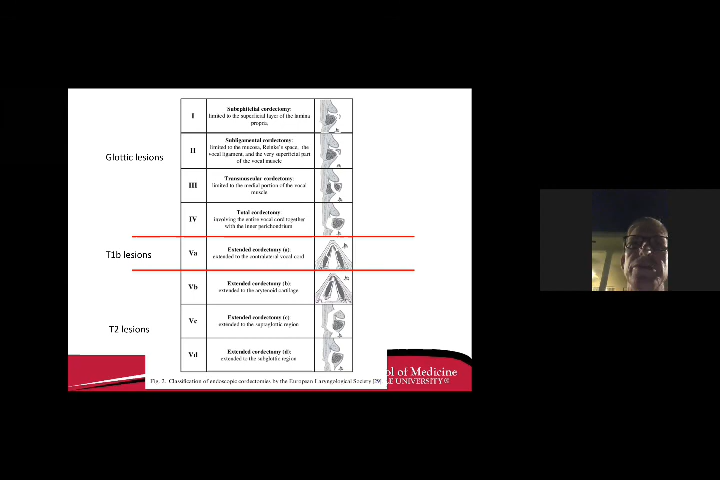 I
Subepithelial cordectomy:
limited to the superficial layer of the lamina
propria
Glottic lesions
II
Subligamental cordectomy:
limited to the mucosa, Reinke's space, the
vocal ligament, and the very superficial part
of the vocal muscle
III
Transmuscular cordectomy:
limited to the medial portion of the vocal
muscle
IV
Total cordectomy:
involving the entire vocal cord together
with the inner perichondrium
T1b lesions
Va
Extended cordectomy (a):
extended to the contralateral vocal cord
Vb
Extended cordectomy (b):
extended to the arytenoid cartilage
T2 lesions
Vc
Extended cordectomy (c):
extended to the supraglottic region
Vd
Extended cordectomy (d):
extended to the subglottic region
Fig. 2. Classification of endoscopic cordectomies by the European Laryngological Society [29]
ol of Medicine
LE UNIVERSITY